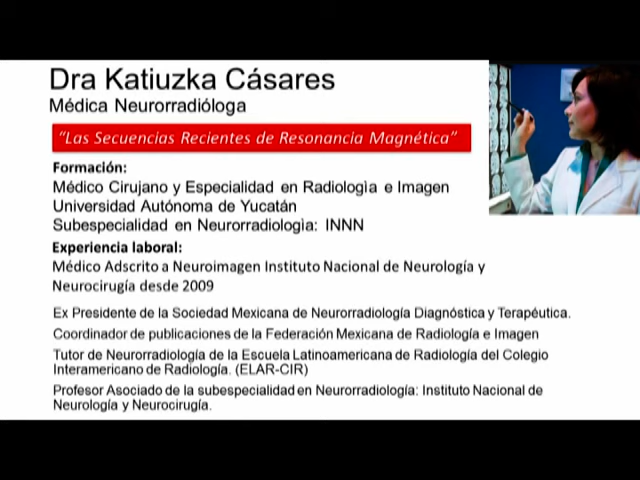 Dra Katiuzka Cásares
Médica Neurorradióloga
“Las Secuencias Recientes de Resonancia Magnética”
Formación:
Médico Cirujano y Especialidad en Radiologìa e Imagen
Universidad Autónoma de Yucatán
Subespecialidad en Neurorradiologìa: INNN
Experiencia laboral:
Médico Adscrito a Neuroimagen Instituto Nacional de Neurología y
Neurocirugía desde 2009
Ex Presidente de la Sociedad Mexicana de Neurorradiología Diagnóstica y Terapéutica.
Coordinador de publicaciones de la Federación Mexicana de Radiología e Imagen
Tutor de Neurorradiología de la Escuela Latinoamericana de Radiología del Colegio
Interamericano de Radiología. (ELAR-CIR)
Profesor Asociado de la subespecialidad en Neurorradiología: Instituto Nacional de
Neurología y Neurocirugía.